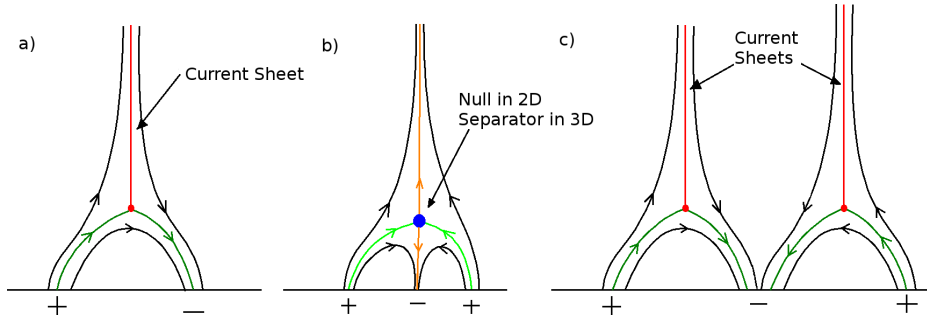 a)
Current Sheet
+ −
b)
Null in 2D
Separator in 3D
+ − +
c)
Current
Sheets
+ − +